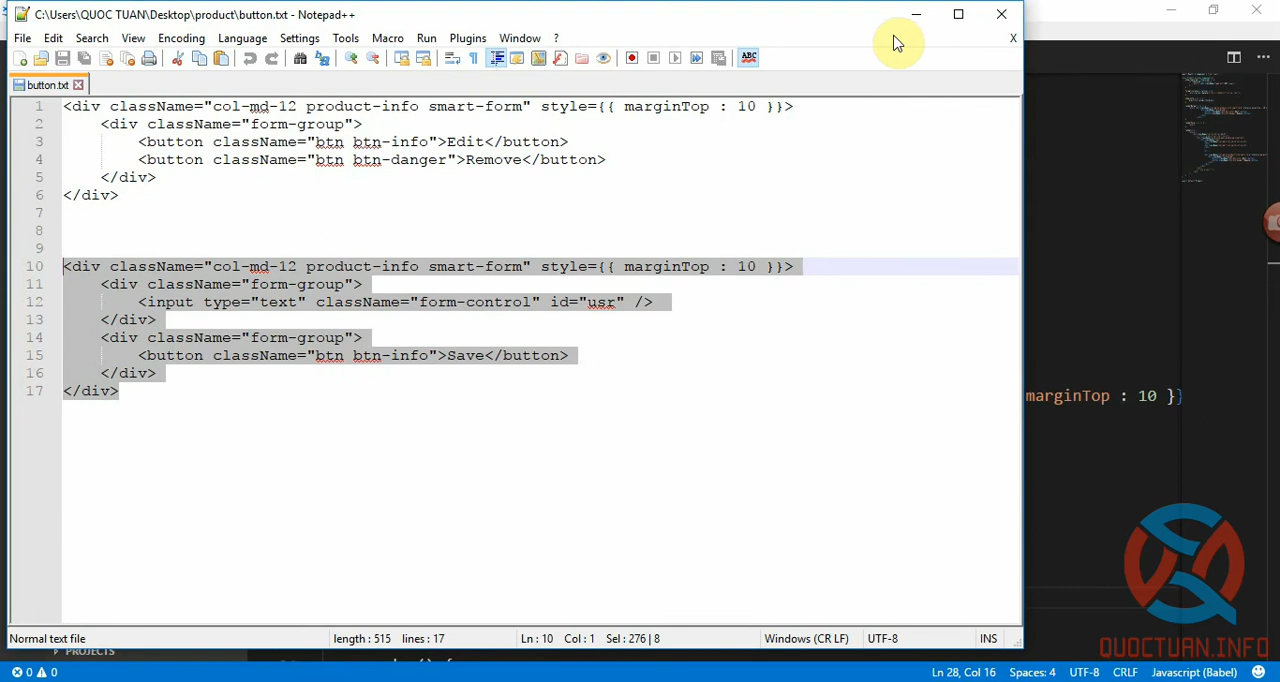 C:\Users\QUOC TUAN\Desktop\product\button.txt - Notepad++
File Edit Search View Encoding Language Settings Tools Macro Run Plugins Window ? X
ABC
button.txt
1 <div className="col-md-12 product-info smart-form" style={{ marginTop : 10 }}>
2 <div className="form-group">
3 <button className="btn btn-info">Edit</button>
4 <button className="btn btn-danger">Remove</button>
5 </div>
6 </div>
7
8
9
10 <div className="col-md-12 product-info smart-form" style={{ marginTop : 10 }}>
11 <div className="form-group">
12 <input type="text" className="form-control" id="usr" />
13 </div>
14 <div className="form-group">
15 <button className="btn btn-info">Save</button>
16 </div>
17 </div>
marginTop : 10 }}
Normal text file length : 515 lines : 17 Ln : 10 Col : 1 Sel : 276 | 8 Windows (CR LF) UTF-8 INS
QUOCTUAN.INFO
PROJECTS
0 0 Ln 28, Col 16 Spaces: 4 UTF-8 CRLF Javascript (Babel)